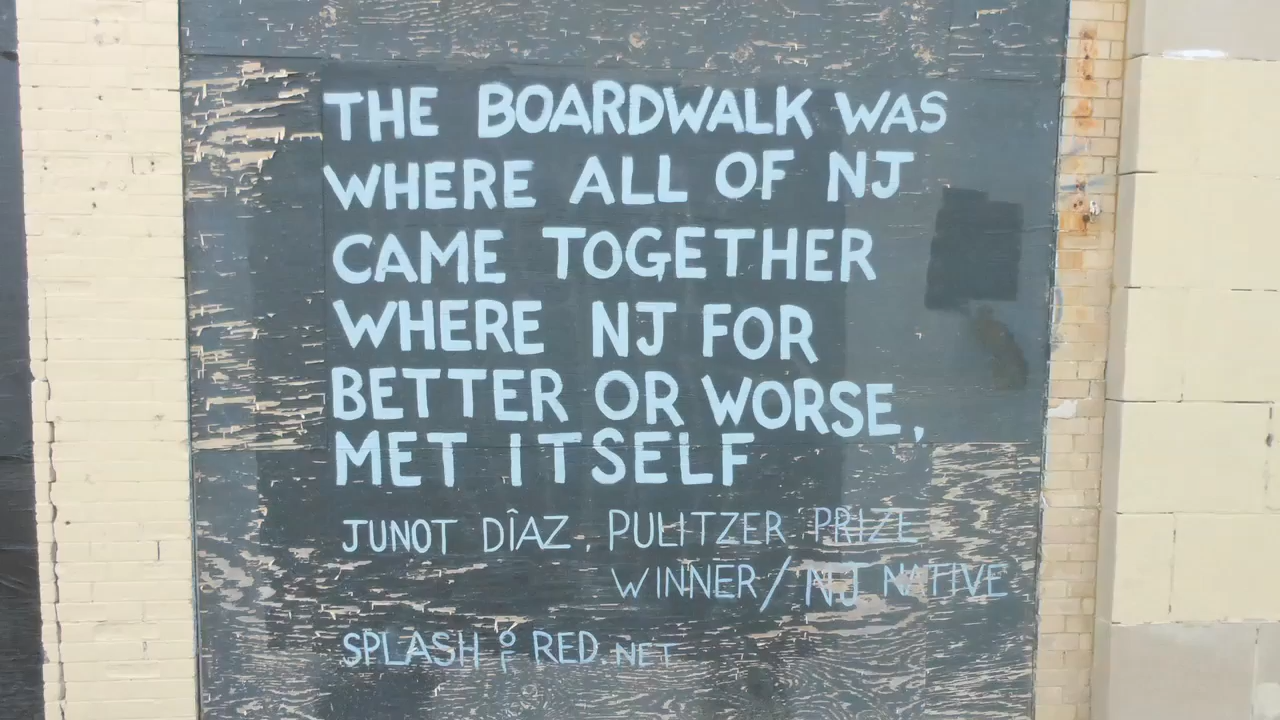 THE BOARDWALK WAS
WHERE ALL OF NJ
CAME TOGETHER
WHERE NJ FOR
BETTER OR WORSE,
MET ITSELF
JUNOT DÎAZ, PULITZER PRIZE
WINNER/NJ NATIVE
SPLASH OF RED.NET